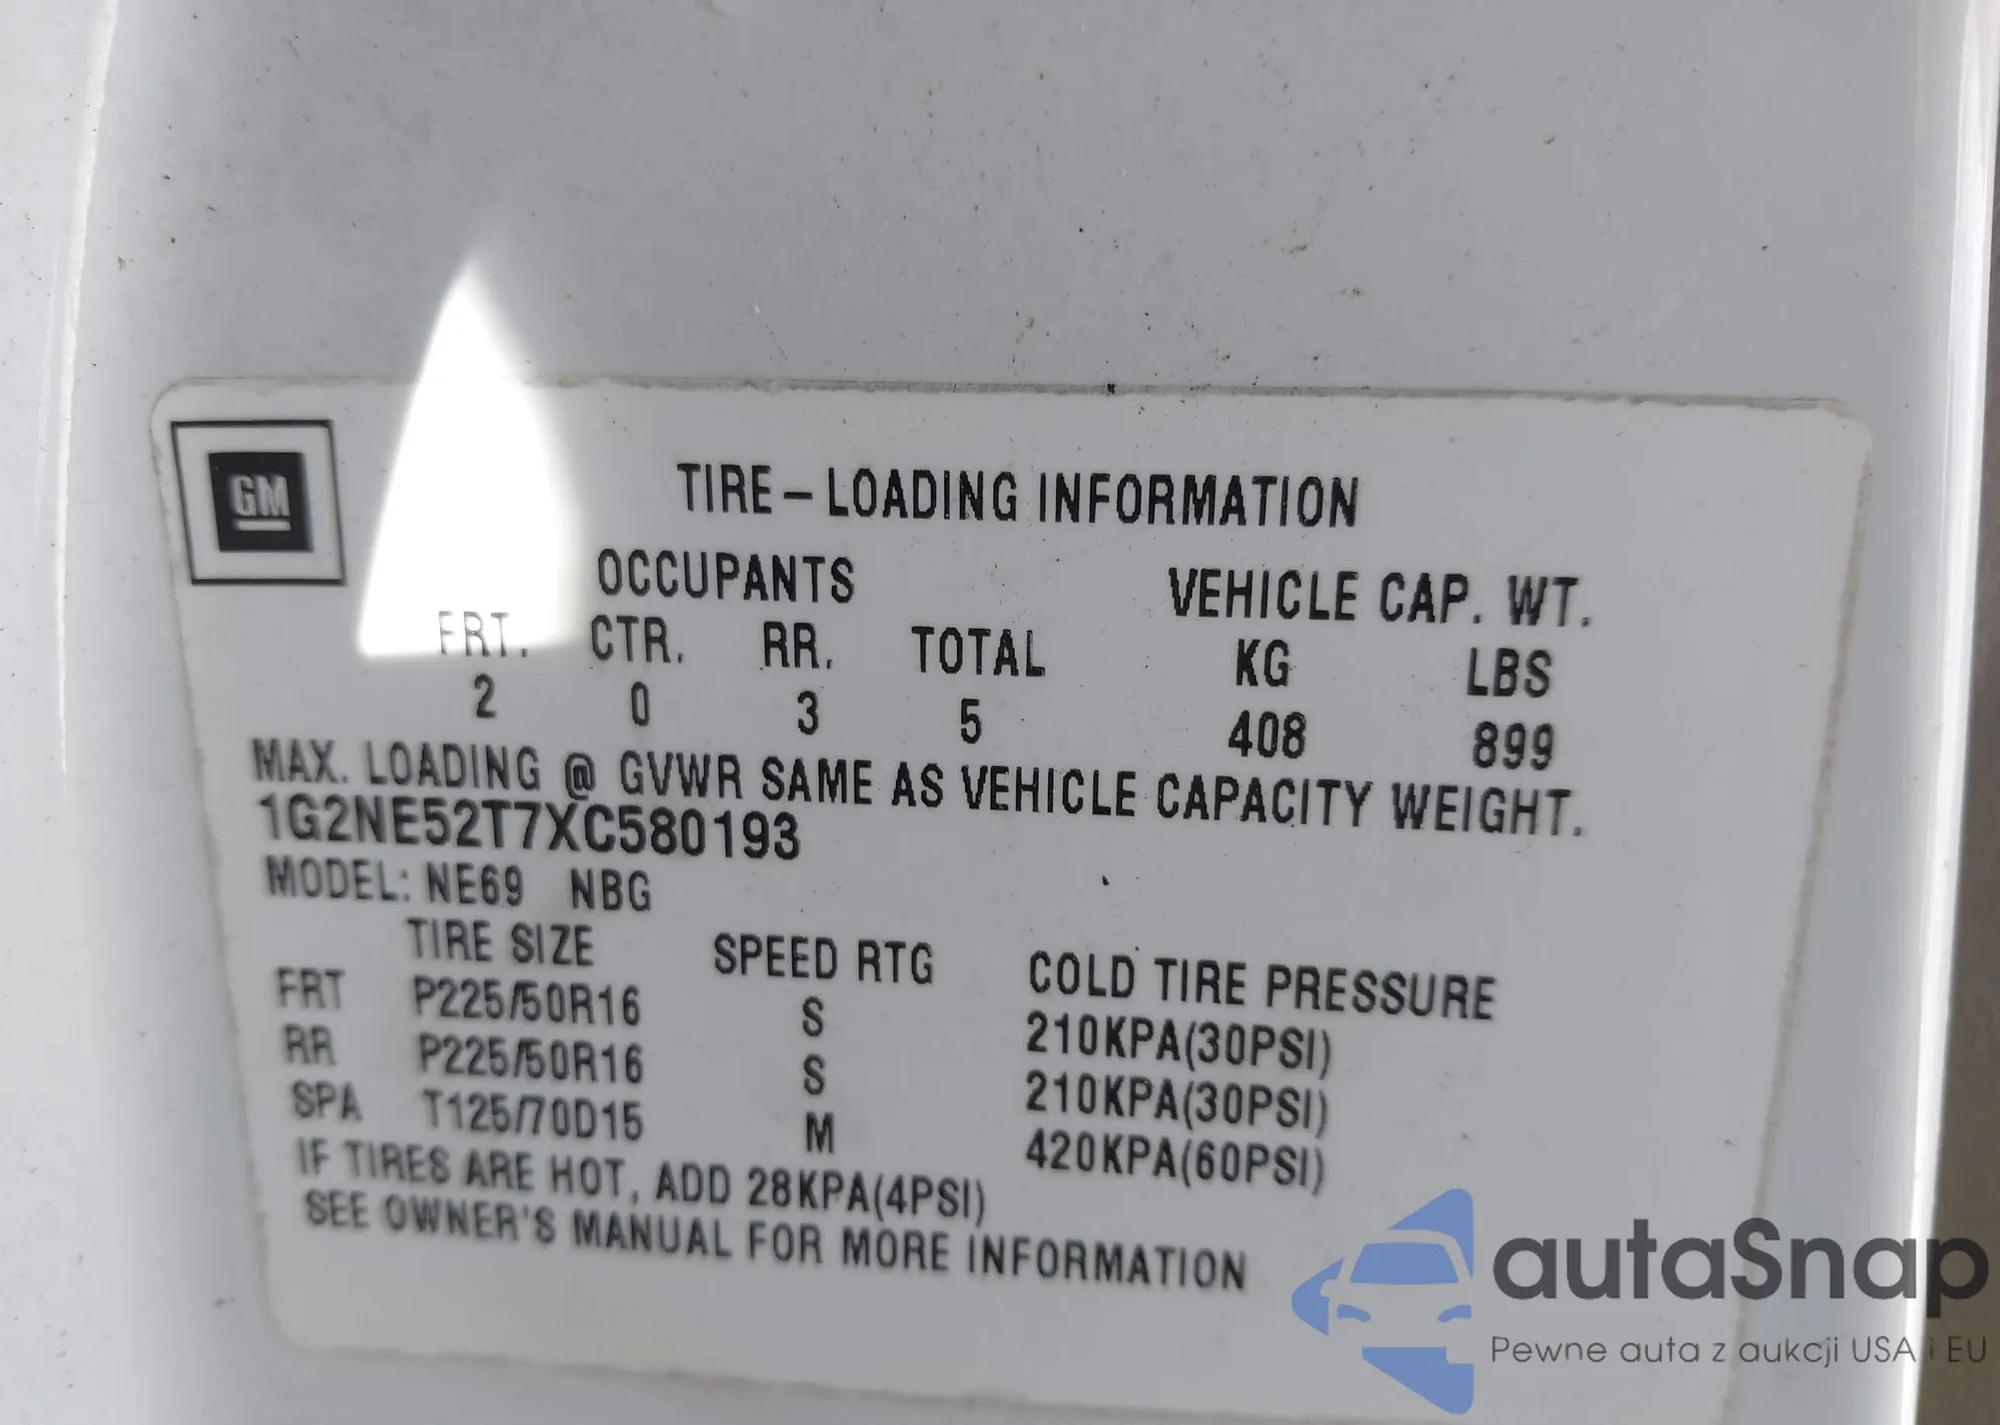 GM
TIRE – LOADING INFORMATION
OCCUPANTS VEHICLE CAP. WT.
FRT. CTR. RR. TOTAL KG LBS
2 0 3 5 408 899
MAX. LOADING @ GVWR SAME AS VEHICLE CAPACITY WEIGHT.
1G2NE52T7XC580193
MODEL: NE69 NBG
TIRE SIZE SPEED RTG COLD TIRE PRESSURE
FRT P225/50R16 S 210KPA(30PSI)
RR P225/50R16 S 210KPA(30PSI)
SPA T125/70D15 M 420KPA(60PSI)
IF TIRES ARE HOT, ADD 28KPA(4PSI)
SEE OWNER'S MANUAL FOR MORE INFORMATION
autaSnap
Pewne auta z aukcji USA i EU